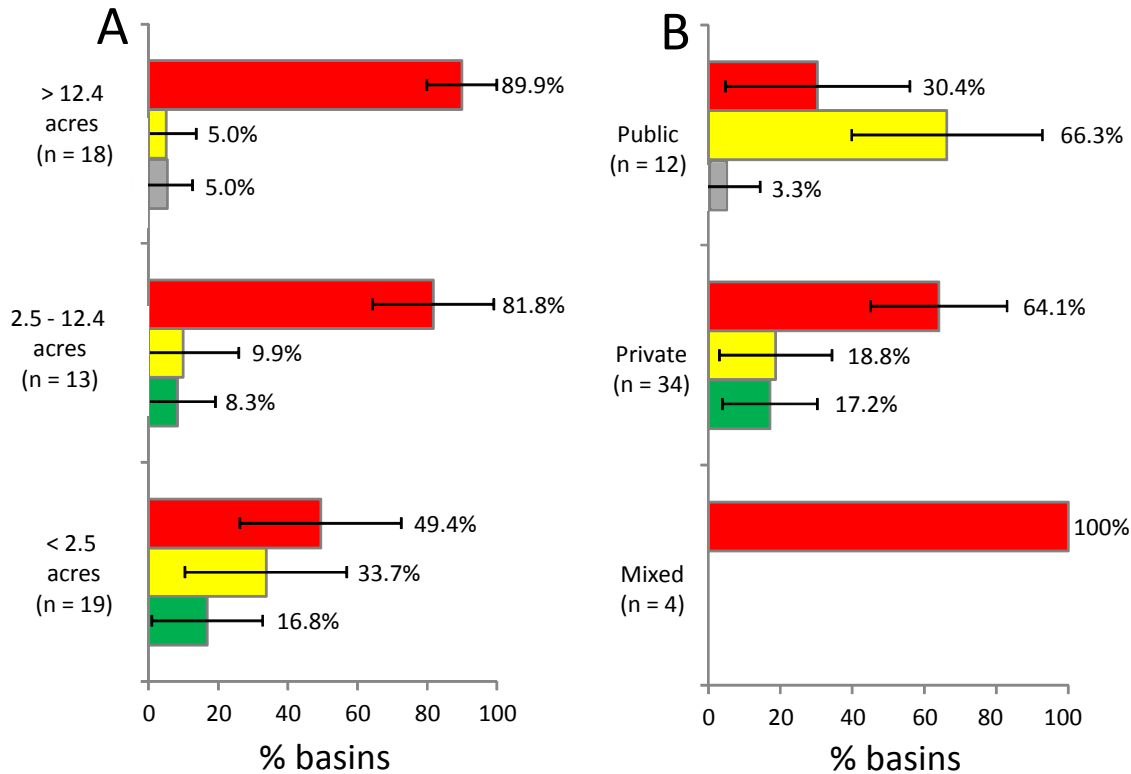 A
> 12.4
acres
(n = 18)
89.9%
5.0%
5.0%
2.5 - 12.4
acres
(n = 13)
81.8%
9.9%
8.3%
< 2.5
acres
(n = 19)
49.4%
33.7%
16.8%
0 20 40 60 80 100
% basins
B
Public
(n = 12)
30.4%
66.3%
3.3%
Private
(n = 34)
64.1%
18.8%
17.2%
Mixed
(n = 4)
100%
0 20 40 60 80 100
% basins